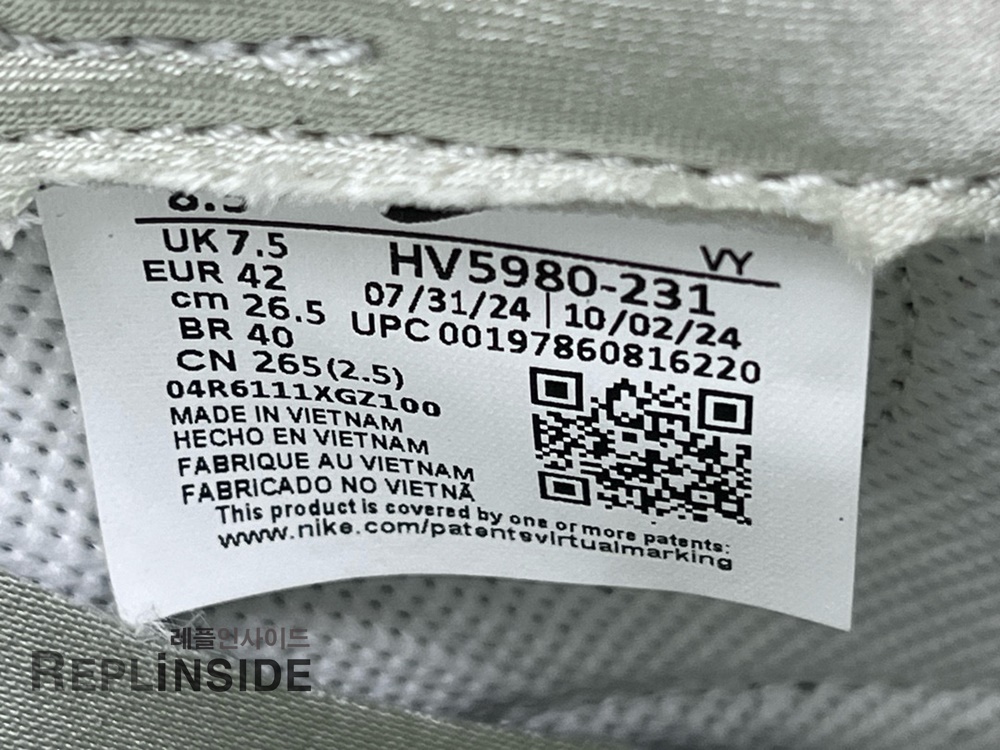 8.5
UK 7.5
EUR 42
cm 26.5
BR 40
CN 265(2.5)
04R6111XGZ100
MADE IN VIETNAM
HECHO EN VIETNAM
FABRIQUE AU VIETNAM
FABRICADO NO VIETNÃ
VY
HV5980-231
07/31/24 | 10/02/24
UPC 00197860816220
This product is covered by one or more patents:
www.nike.com/patentsvirtualmarking
레플인사이드
REPLINSIDE